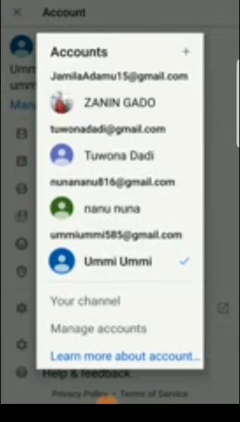 Account
Accounts
JamilaAdamu15@gmail.com
ZANIN GADO
tuwonadadi@gmail.com
Tuwona Dadi
nunananu816@gmail.com
nanu nuna
ummiummi585@gmail.com
Ummi Ummi
Your channel
Manage accounts
Learn more about account...
Help & feedback
Privacy Policy • Terms of Service